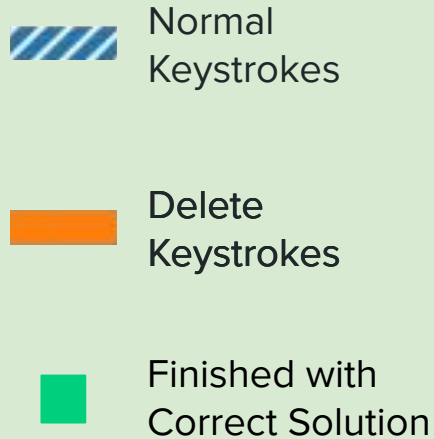 Normal
Keystrokes
Delete
Keystrokes
Finished with
Correct Solution